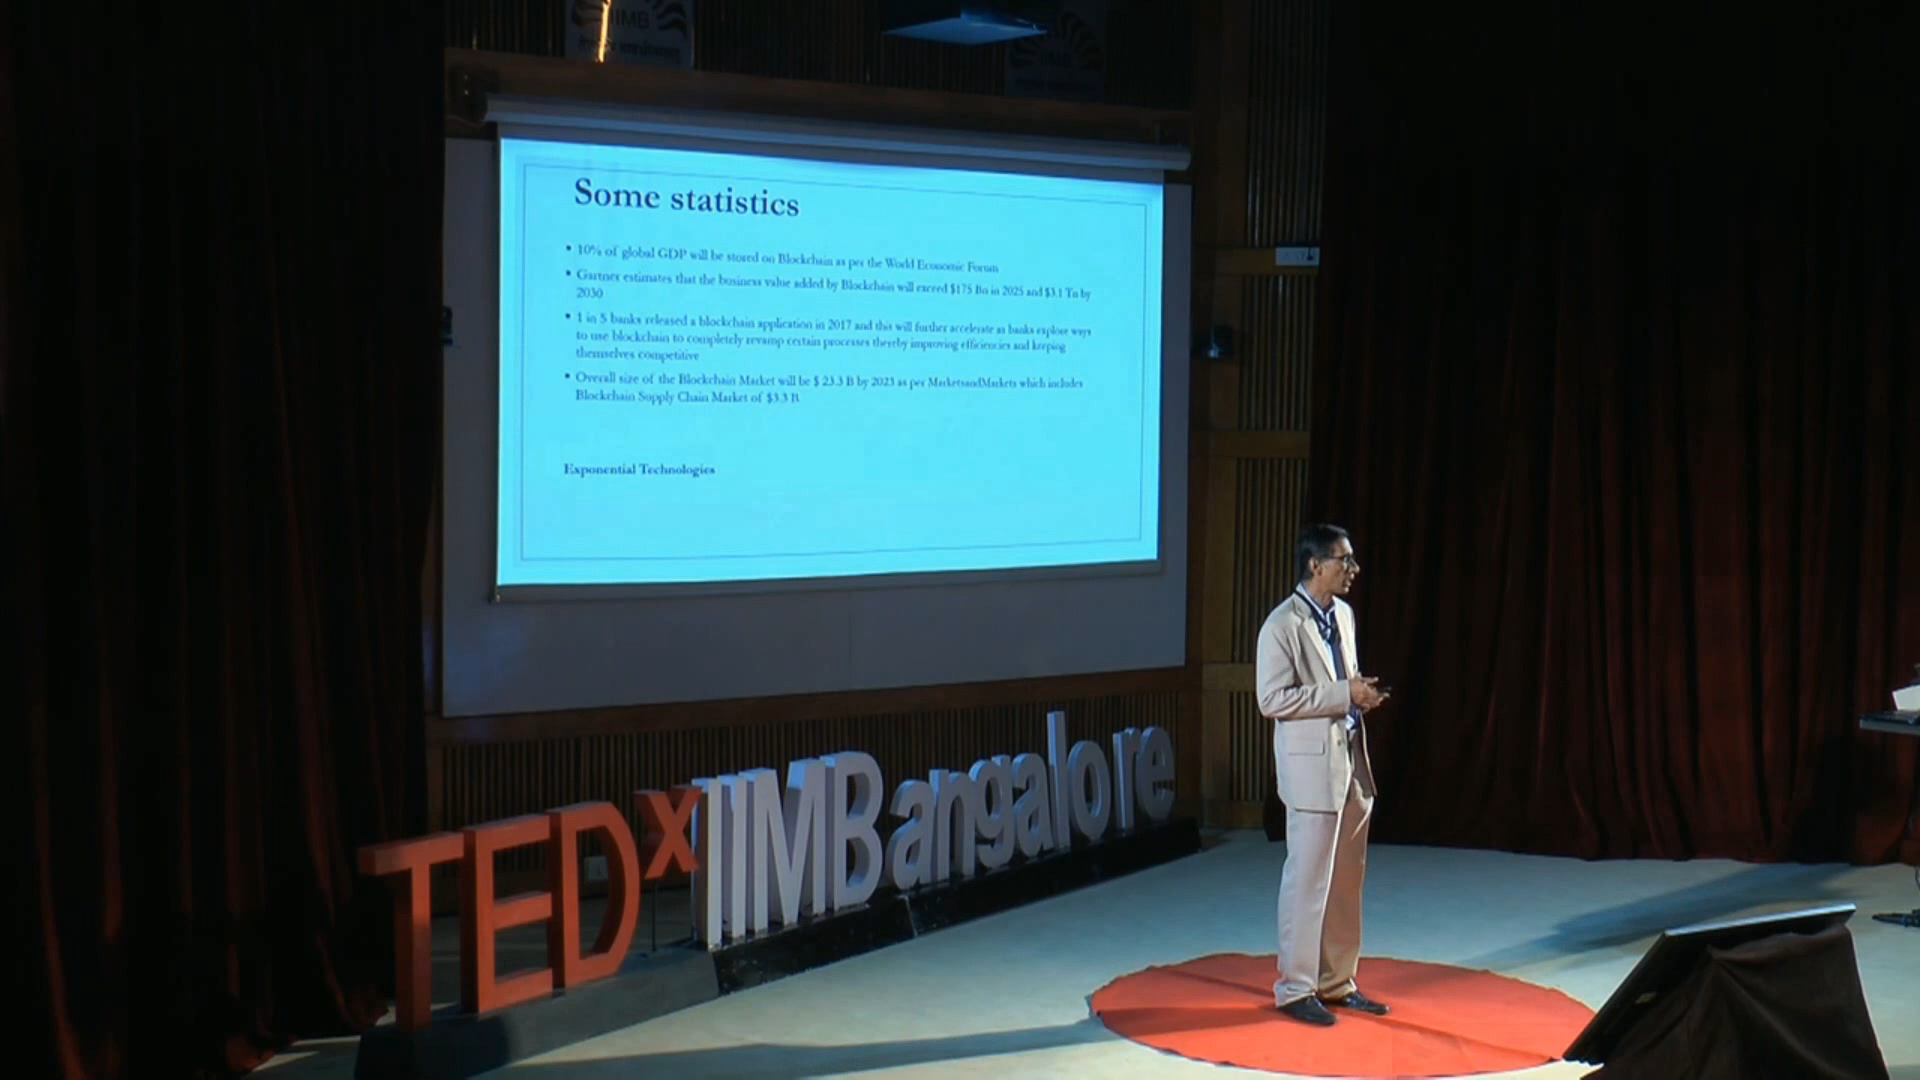 IIMB
IIMB
Some statistics
▪ 10% of global GDP will be stored on Blockchain as per the World Economic Forum
▪ Gartner estimates that the business value added by Blockchain will exceed $175 Bn in 2025 and $3.1 Tn by
2030
▪ 1 in 5 banks released a blockchain application in 2017 and this will further accelerate as banks explore ways
to use blockchain to completely revamp certain processes thereby improving efficiencies and keeping
themselves competitive
▪ Overall size of the Blockchain Market will be $ 23.3 B by 2023 as per MarketsandMarkets which includes
Blockchain Supply Chain Market of $3.3 B
Exponential Technologies
TEDxIIMBangalore